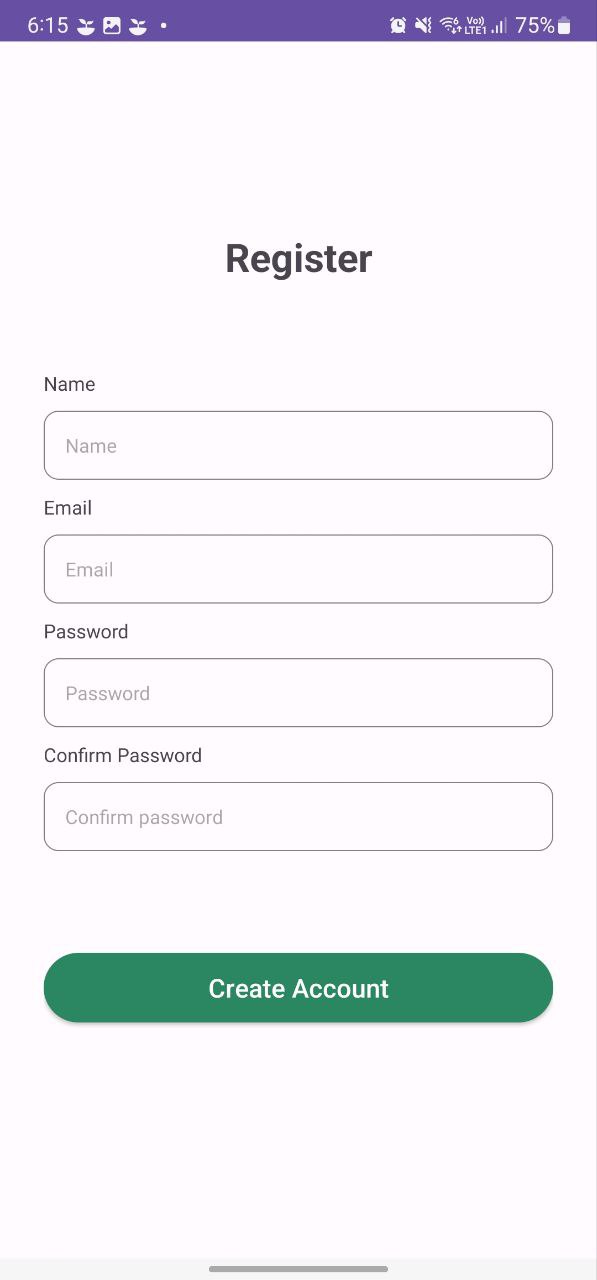 6:15 Vo)) LTE1 75%
Register
Name
Name
Email
Email
Password
Password
Confirm Password
Confirm password
Create Account